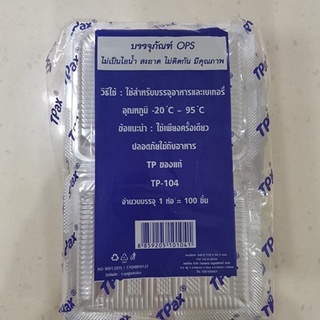 บรรจุภัณฑ์ OPS
ไม่เป็นไอน้ำ สะอาด ไม่ติดกัน มีคุณภาพ
วิธีใช้ : ใช้สำหรับบรรจุอาหารและเบเกอรี่
อุณหภูมิ -20°C ~ 95°C
ข้อแนะนำ : ใช้เพียงครั้งเดียว
ปลอดภัยใช้กับอาหาร
TP ของแท้
TP-104
จำนวนบรรจุ 1 ห่อ = 100 ชิ้น
8859205101041
TPax
TPax
TPax
TPax